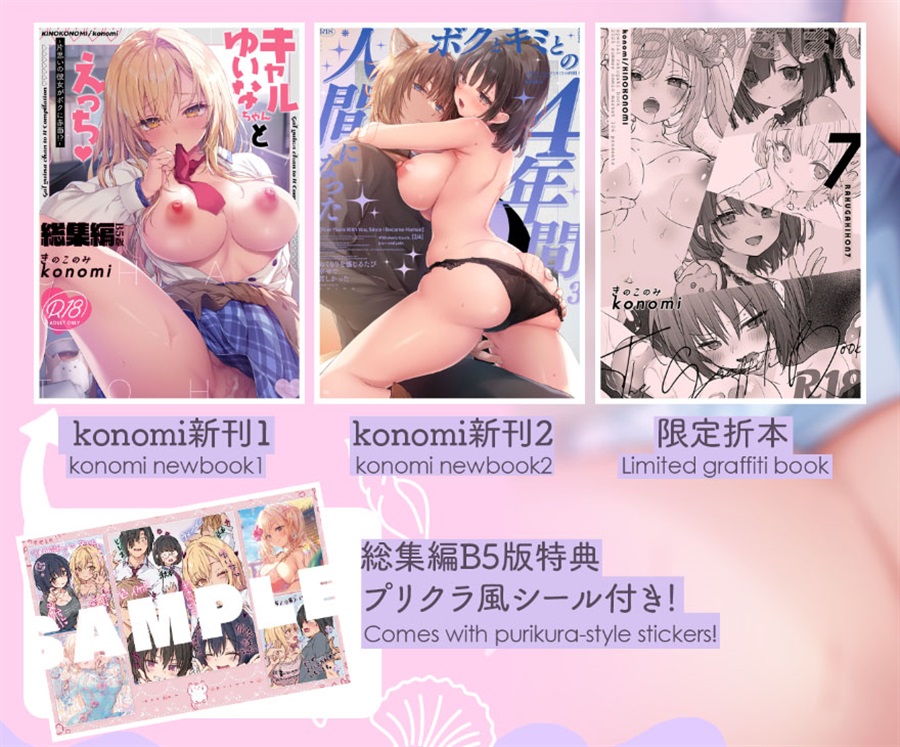 KINOKONOMI/konomi
ギャル
ゆいなちゃんと
えっち♥
総集編
B5版
きのこのみ
konomi
R18
ADULT ONLY
R18
ボクとキミとの
4年間
人間になった
3
konomi/KINOKONOMI
7
RAKUGAKIHON7
きのこのみ
konomi
R18
konomi新刊1
konomi newbook1
konomi新刊2
konomi newbook2
限定折本
Limited graffiti book
SAMPLE
総集編B5版特典
プリクラ風シール付き!
Comes with purikura-style stickers!